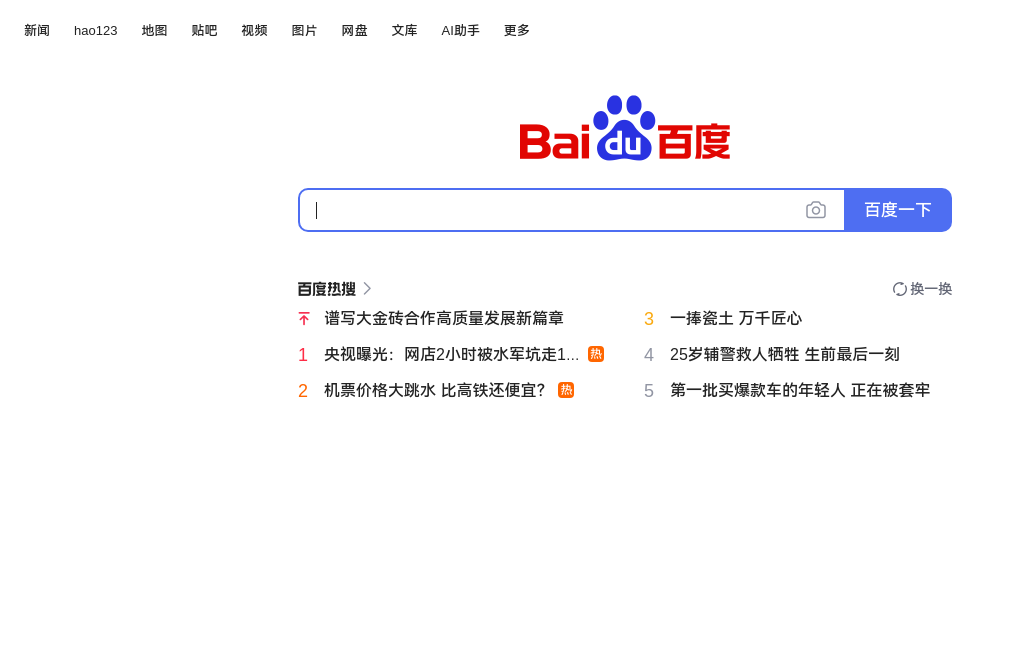 新闻 hao123 地图 贴吧 视频 图片 网盘 文库 AI助手 更多
Bai du 百度
百度一下
百度热搜 换一换
谱写大金砖合作高质量发展新篇章
1 央视曝光：网店2小时被水军坑走1... 热
2 机票价格大跳水 比高铁还便宜？ 热
3 一捧瓷土 万千匠心
4 25岁辅警救人牺牲 生前最后一刻
5 第一批买爆款车的年轻人 正在被套牢